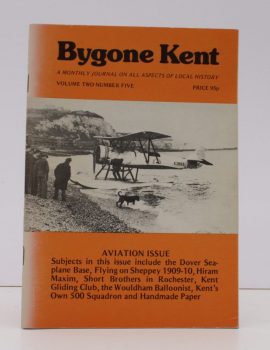 Bygone Kent
A MONTHLY JOURNAL ON ALL ASPECTS OF LOCAL HISTORY
VOLUME TWO NUMBER FIVE PRICE 95p
AVIATION ISSUE
Subjects in this issue include the Dover Sea-
plane Base, Flying on Sheppey 1909-10, Hiram
Maxim, Short Brothers in Rochester, Kent
Gliding Club, the Wouldham Balloonist, Kent's
Own 500 Squadron and Handmade Paper